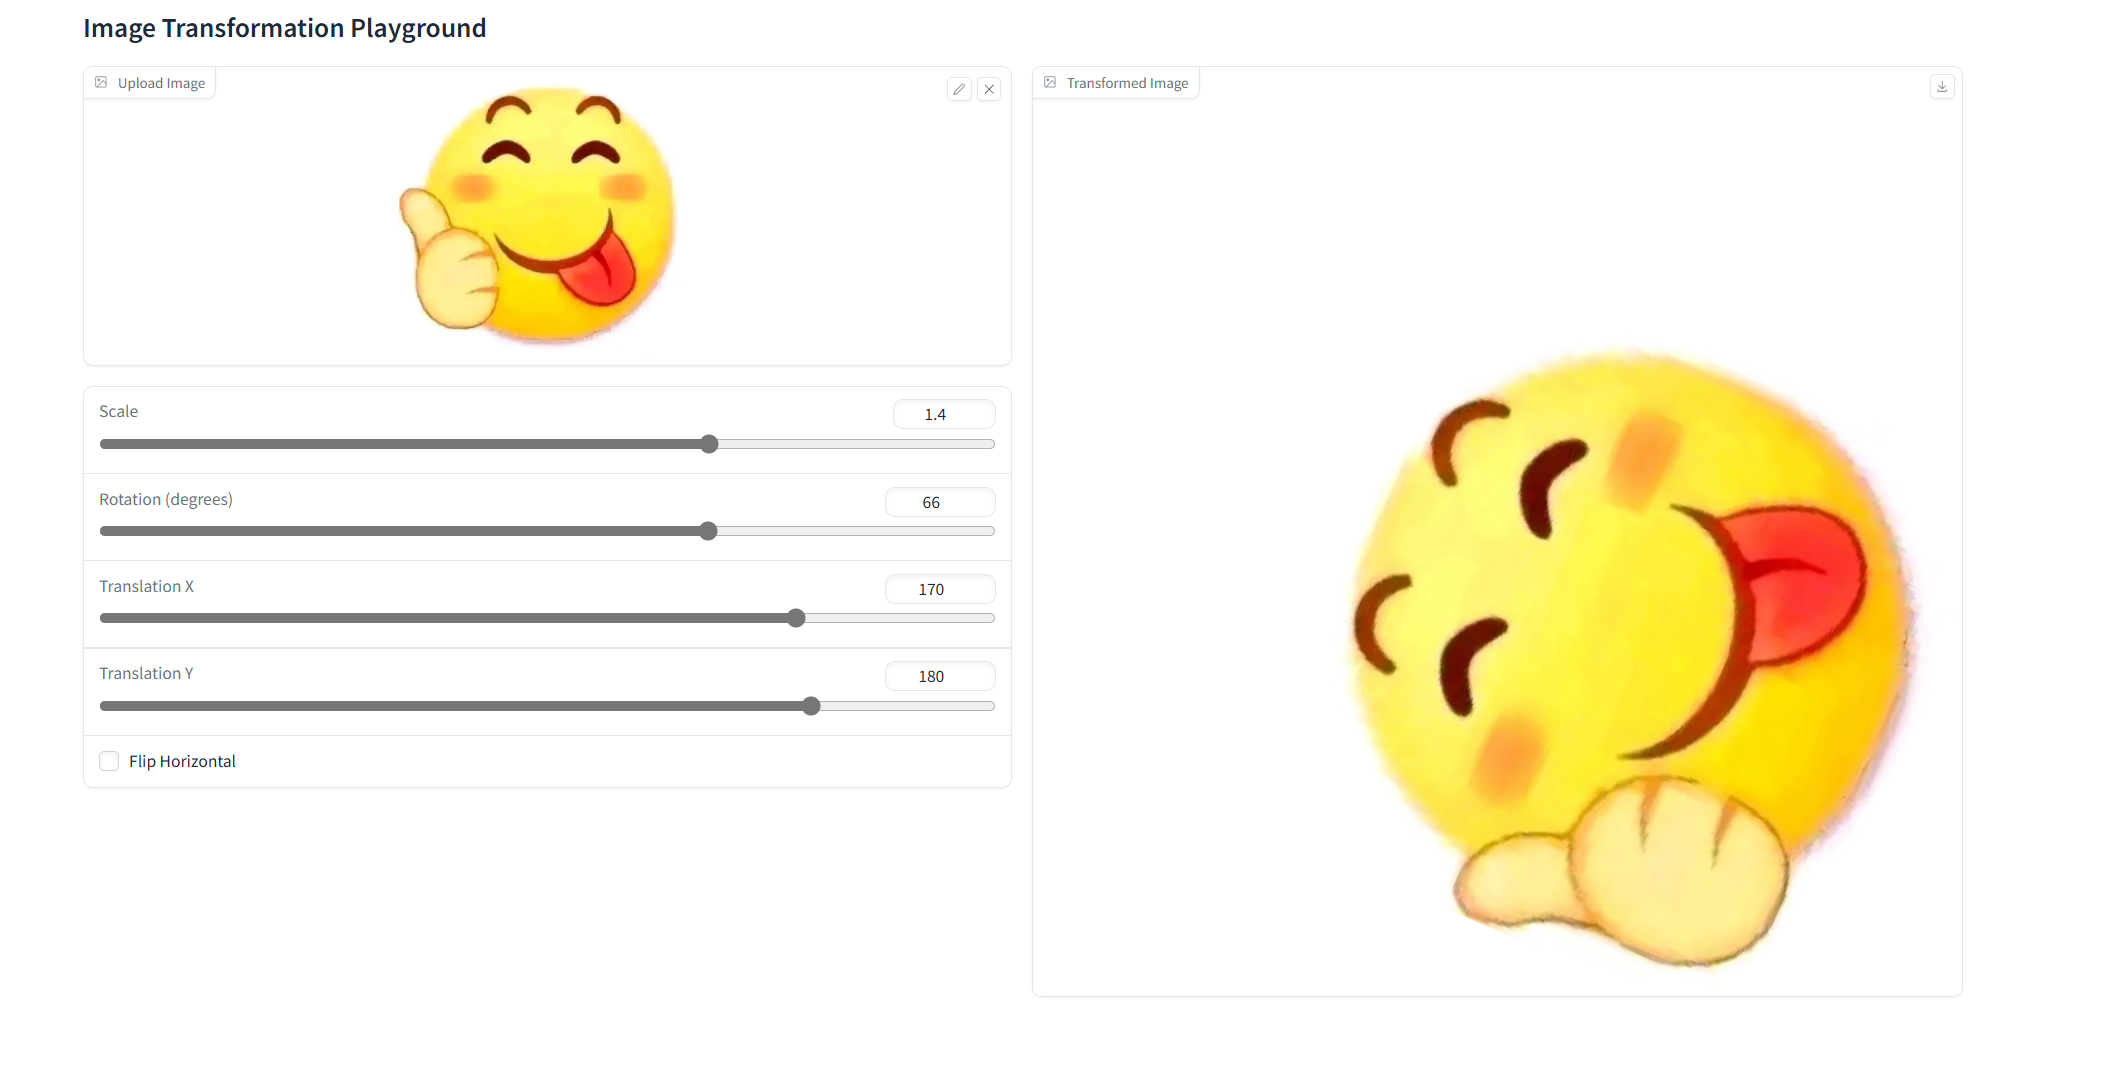 Image Transformation Playground
Upload Image
Transformed Image
Scale
1.4
Rotation (degrees)
66
Translation X
170
Translation Y
180
Flip Horizontal